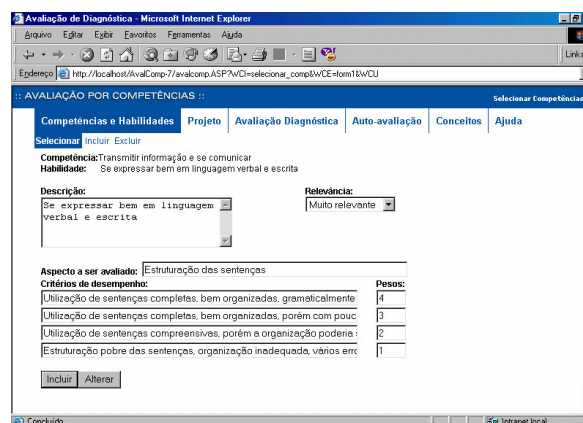 Avaliação de Diagnóstica - Microsoft Internet Explorer
Arquivo Editar Exibir Favoritos Ferramentas Ajuda
Links
Endereço http://localhost/AvalComp-7/avalcomp.ASP?WCI=selecionar_comp&WCE=form1&WCU
:: AVALIAÇÃO POR COMPETÊNCIAS ::
Selecionar Competências
Competências e Habilidades Projeto Avaliação Diagnóstica Auto-avaliação Conceitos Ajuda
Selecionar Incluir Excluir
Competência:Transmitir informação e se comunicar
Habilidade: Se expressar bem em linguagem verbal e escrita
Descrição: Relevância:
Se expressar bem em linguagem Muito relevante
verbal e escrita
Aspecto a ser avaliado: Estruturação das sentenças
Critérios de desempenho: Pesos:
Utilização de sentenças completas, bem organizadas, gramaticalmente 4
Utilização de sentenças completas, bem organizadas, porém com pouc 3
Utilização de sentenças compreensivas, porém a organização poderia 2
Estruturação pobre das sentenças, organização inadequada, vários erro 1
Incluir Alterar
Concluído Intranet local